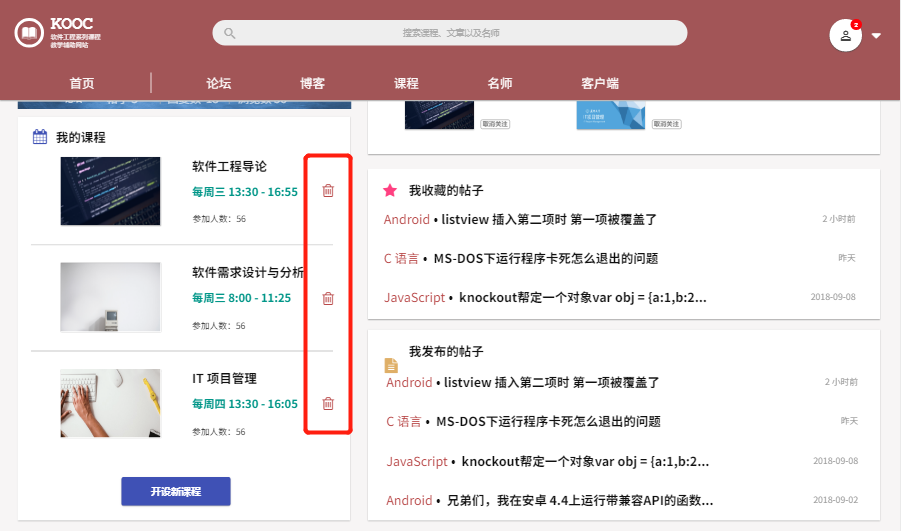 KOOC
软件工程系列课程
教学辅助网站
搜索课程、文章以及名师
2
首页
论坛
博客
课程
名师
客户端
我的课程
软件工程导论
每周三 13:30 - 16:55
参加人数：56
软件需求设计与分析
每周三 8:00 - 11:25
参加人数：56
IT 项目管理
每周四 13:30 - 16:05
参加人数：56
开设新课程
取消关注
取消关注
我收藏的帖子
Android • listview 插入第二项时 第一项被覆盖了
2 小时前
C 语言 • MS-DOS下运行程序卡死怎么退出的问题
昨天
JavaScript • knockout帮定一个对象var obj = {a:1,b:2...
2018-09-08
我发布的帖子
Android • listview 插入第二项时 第一项被覆盖了
2 小时前
C 语言 • MS-DOS下运行程序卡死怎么退出的问题
昨天
JavaScript • knockout帮定一个对象var obj = {a:1,b:2...
2018-09-08
Android • 兄弟们，我在安卓 4.4上运行带兼容API的函数...
2018-09-02